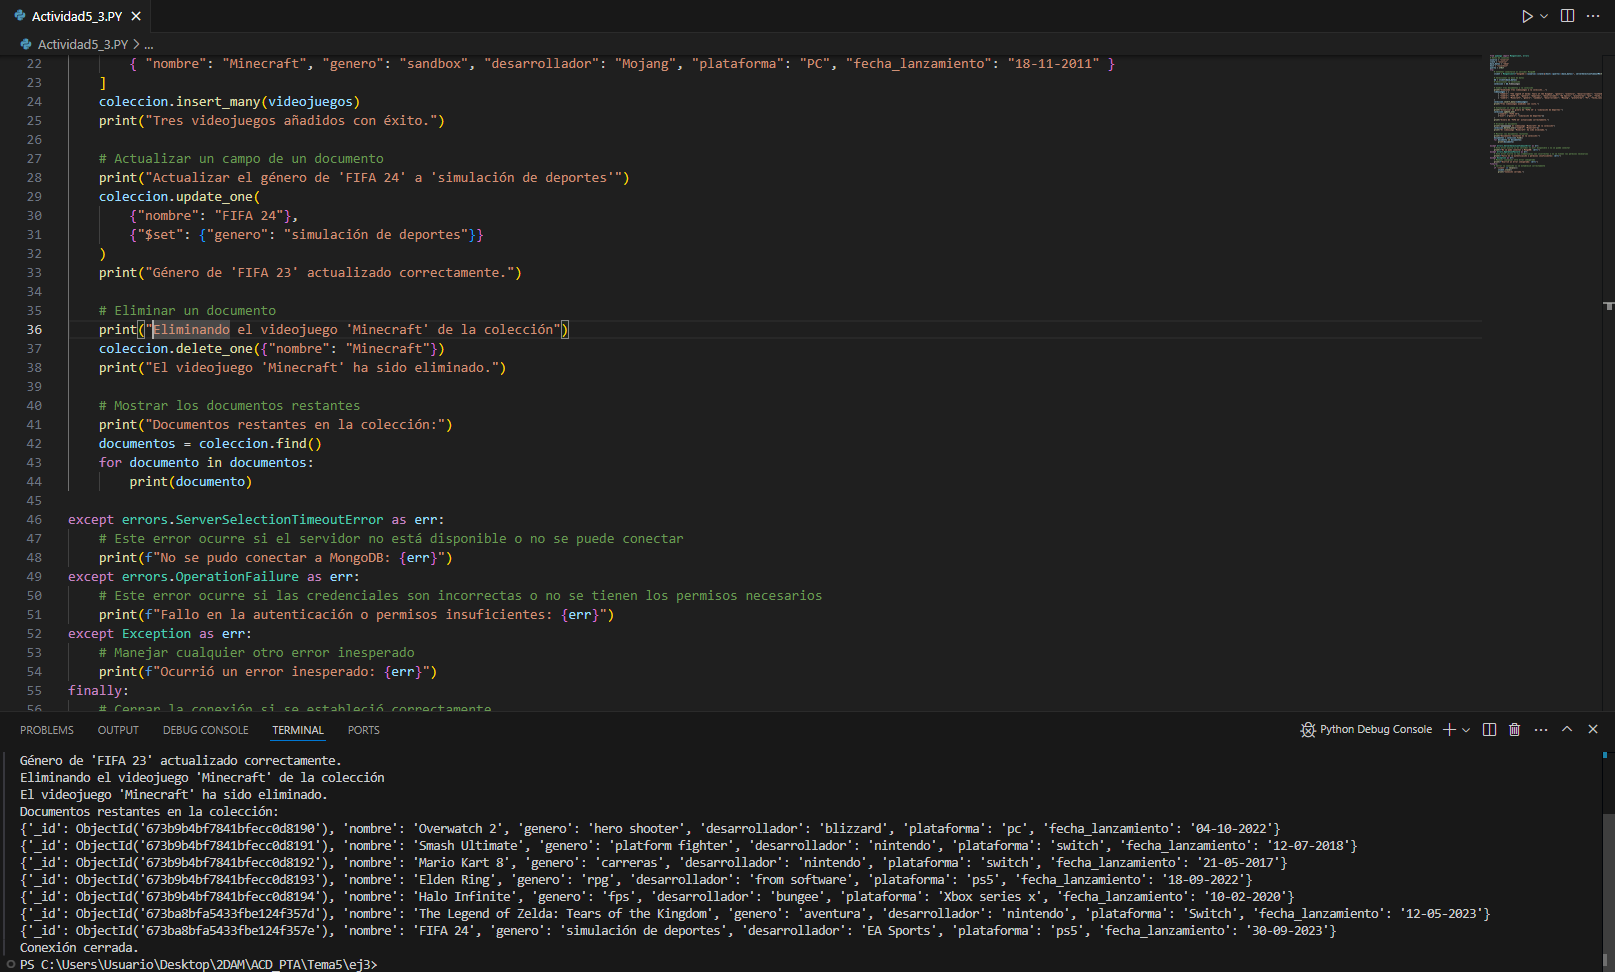 Actividad5_3.PY
Actividad5_3.PY > ...
22 { "nombre": "Minecraft", "genero": "sandbox", "desarrollador": "Mojang", "plataforma": "PC", "fecha_lanzamiento": "18-11-2011" }
23 ]
24 coleccion.insert_many(videojuegos)
25 print("Tres videojuegos añadidos con éxito.")
26
27 # Actualizar un campo de un documento
28 print("Actualizar el género de 'FIFA 24' a 'simulación de deportes'")
29 coleccion.update_one(
30 {"nombre": "FIFA 24"},
31 {"$set": {"genero": "simulación de deportes"}}
32 )
33 print("Género de 'FIFA 23' actualizado correctamente.")
34
35 # Eliminar un documento
36 print("Eliminando el videojuego 'Minecraft' de la colección")
37 coleccion.delete_one({"nombre": "Minecraft"})
38 print("El videojuego 'Minecraft' ha sido eliminado.")
39
40 # Mostrar los documentos restantes
41 print("Documentos restantes en la colección:")
42 documentos = coleccion.find()
43 for documento in documentos:
44 print(documento)
45
46 except errors.ServerSelectionTimeoutError as err:
47 # Este error ocurre si el servidor no está disponible o no se puede conectar
48 print(f"No se pudo conectar a MongoDB: {err}")
49 except errors.OperationFailure as err:
50 # Este error ocurre si las credenciales son incorrectas o no se tienen los permisos necesarios
51 print(f"Fallo en la autenticación o permisos insuficientes: {err}")
52 except Exception as err:
53 # Manejar cualquier otro error inesperado
54 print(f"Ocurrió un error inesperado: {err}")
55 finally:
56 # Cerrar la conexión si se estableció correctamente
PROBLEMS OUTPUT DEBUG CONSOLE TERMINAL PORTS Python Debug Console
Género de 'FIFA 23' actualizado correctamente.
Eliminando el videojuego 'Minecraft' de la colección
El videojuego 'Minecraft' ha sido eliminado.
Documentos restantes en la colección:
{'_id': ObjectId('673b9b4bf7841bfecc0d8190'), 'nombre': 'Overwatch 2', 'genero': 'hero shooter', 'desarrollador': 'blizzard', 'plataforma': 'pc', 'fecha_lanzamiento': '04-10-2022'}
{'_id': ObjectId('673b9b4bf7841bfecc0d8191'), 'nombre': 'Smash Ultimate', 'genero': 'platform fighter', 'desarrollador': 'nintendo', 'plataforma': 'switch', 'fecha_lanzamiento': '12-07-2018'}
{'_id': ObjectId('673b9b4bf7841bfecc0d8192'), 'nombre': 'Mario Kart 8', 'genero': 'carreras', 'desarrollador': 'nintendo', 'plataforma': 'switch', 'fecha_lanzamiento': '21-05-2017'}
{'_id': ObjectId('673b9b4bf7841bfecc0d8193'), 'nombre': 'Elden Ring', 'genero': 'rpg', 'desarrollador': 'from software', 'plataforma': 'ps5', 'fecha_lanzamiento': '18-09-2022'}
{'_id': ObjectId('673b9b4bf7841bfecc0d8194'), 'nombre': 'Halo Infinite', 'genero': 'fps', 'desarrollador': 'bungee', 'plataforma': 'Xbox series x', 'fecha_lanzamiento': '10-02-2020'}
{'_id': ObjectId('673ba8bfa5433fbe124f357d'), 'nombre': 'The Legend of Zelda: Tears of the Kingdom', 'genero': 'aventura', 'desarrollador': 'nintendo', 'plataforma': 'Switch', 'fecha_lanzamiento': '12-05-2023'}
{'_id': ObjectId('673ba8bfa5433fbe124f357e'), 'nombre': 'FIFA 24', 'genero': 'simulación de deportes', 'desarrollador': 'EA Sports', 'plataforma': 'ps5', 'fecha_lanzamiento': '30-09-2023'}
Conexión cerrada.
PS C:\Users\Usuario\Desktop\2DAM\ACD_PTA\Tema5\ej3>